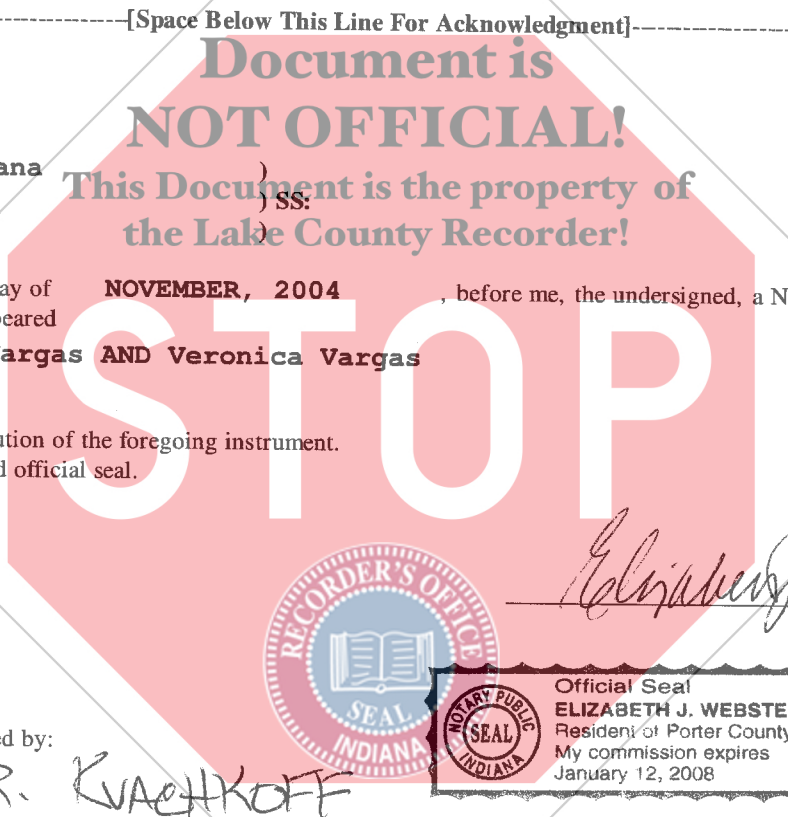 [Space Below This Line For Acknowledgment]
Document is
NOT OFFICIAL!
ana )
This Document is the property of
) SS:
the Lake County Recorder!
)
ay of NOVEMBER, 2004 , before me, the undersigned, a N
peared
Vargas AND Veronica Vargas
STOP
ution of the foregoing instrument.
d official seal.
Elizabeth
RECORDER'S OFFICE
SEAL
INDIANA
NOTARY PUBLIC
SEAL
INDIANA
Official Seal
ELIZABETH J. WEBSTE
Resident of Porter County
My commission expires
January 12, 2008
ed by:
R. KVACHKOFF